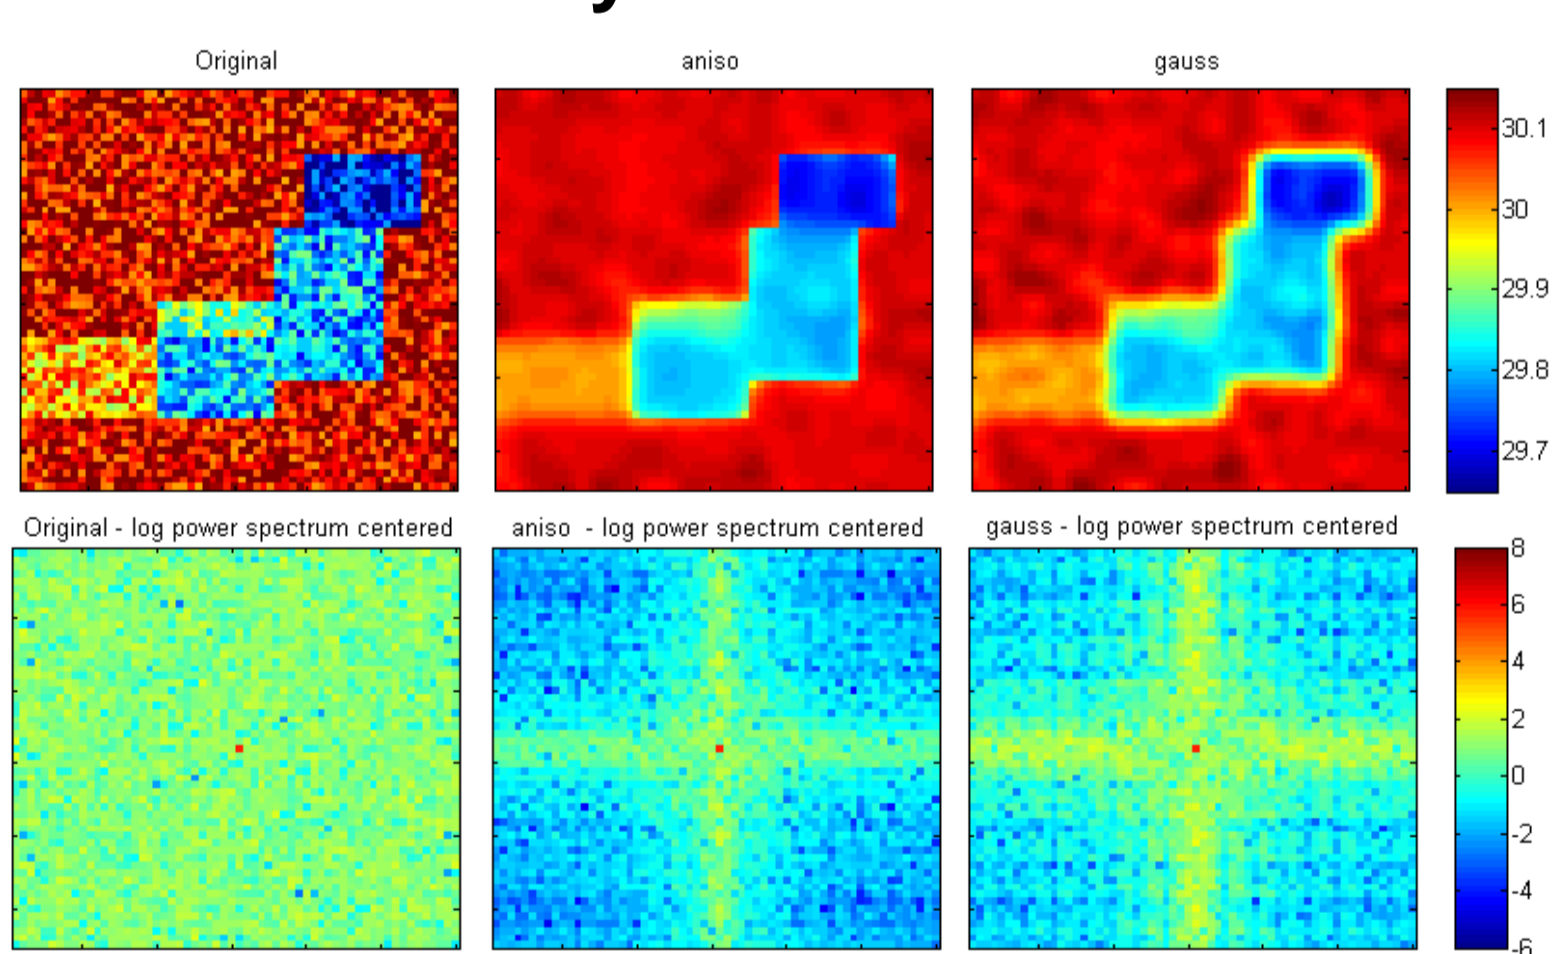 Original
aniso
gauss
30.1
30
29.9
29.8
29.7
Original - log power spectrum centered
aniso - log power spectrum centered
gauss - log power spectrum centered
8
6
4
2
0
-2
-4
-6